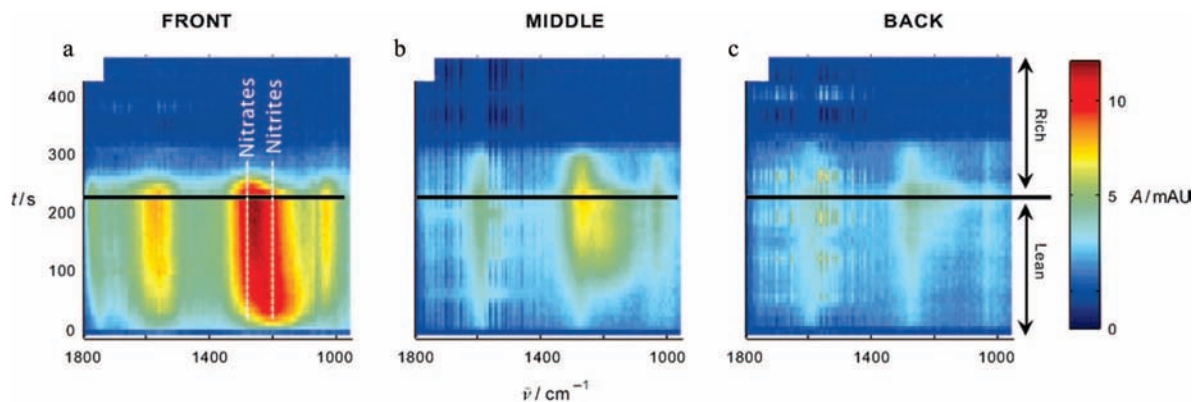 FRONT
MIDDLE
BACK
a
b
c
Nitrates
Nitrites
400
300
200
100
0
t/s
1800
1400
1000
1800
1400
1000
1800
1400
1000
ν̃ / cm⁻¹
Rich
Lean
10
5
0
A/mAU